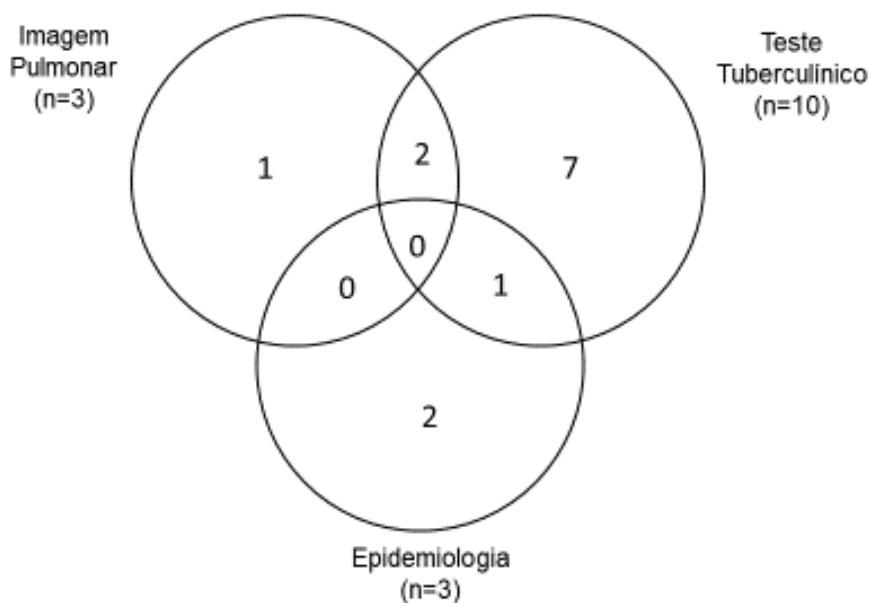 Imagem
Pulmonar
(n=3)
Teste
Tuberculínico
(n=10)
1
2
7
0
0
1
2
Epidemiologia
(n=3)